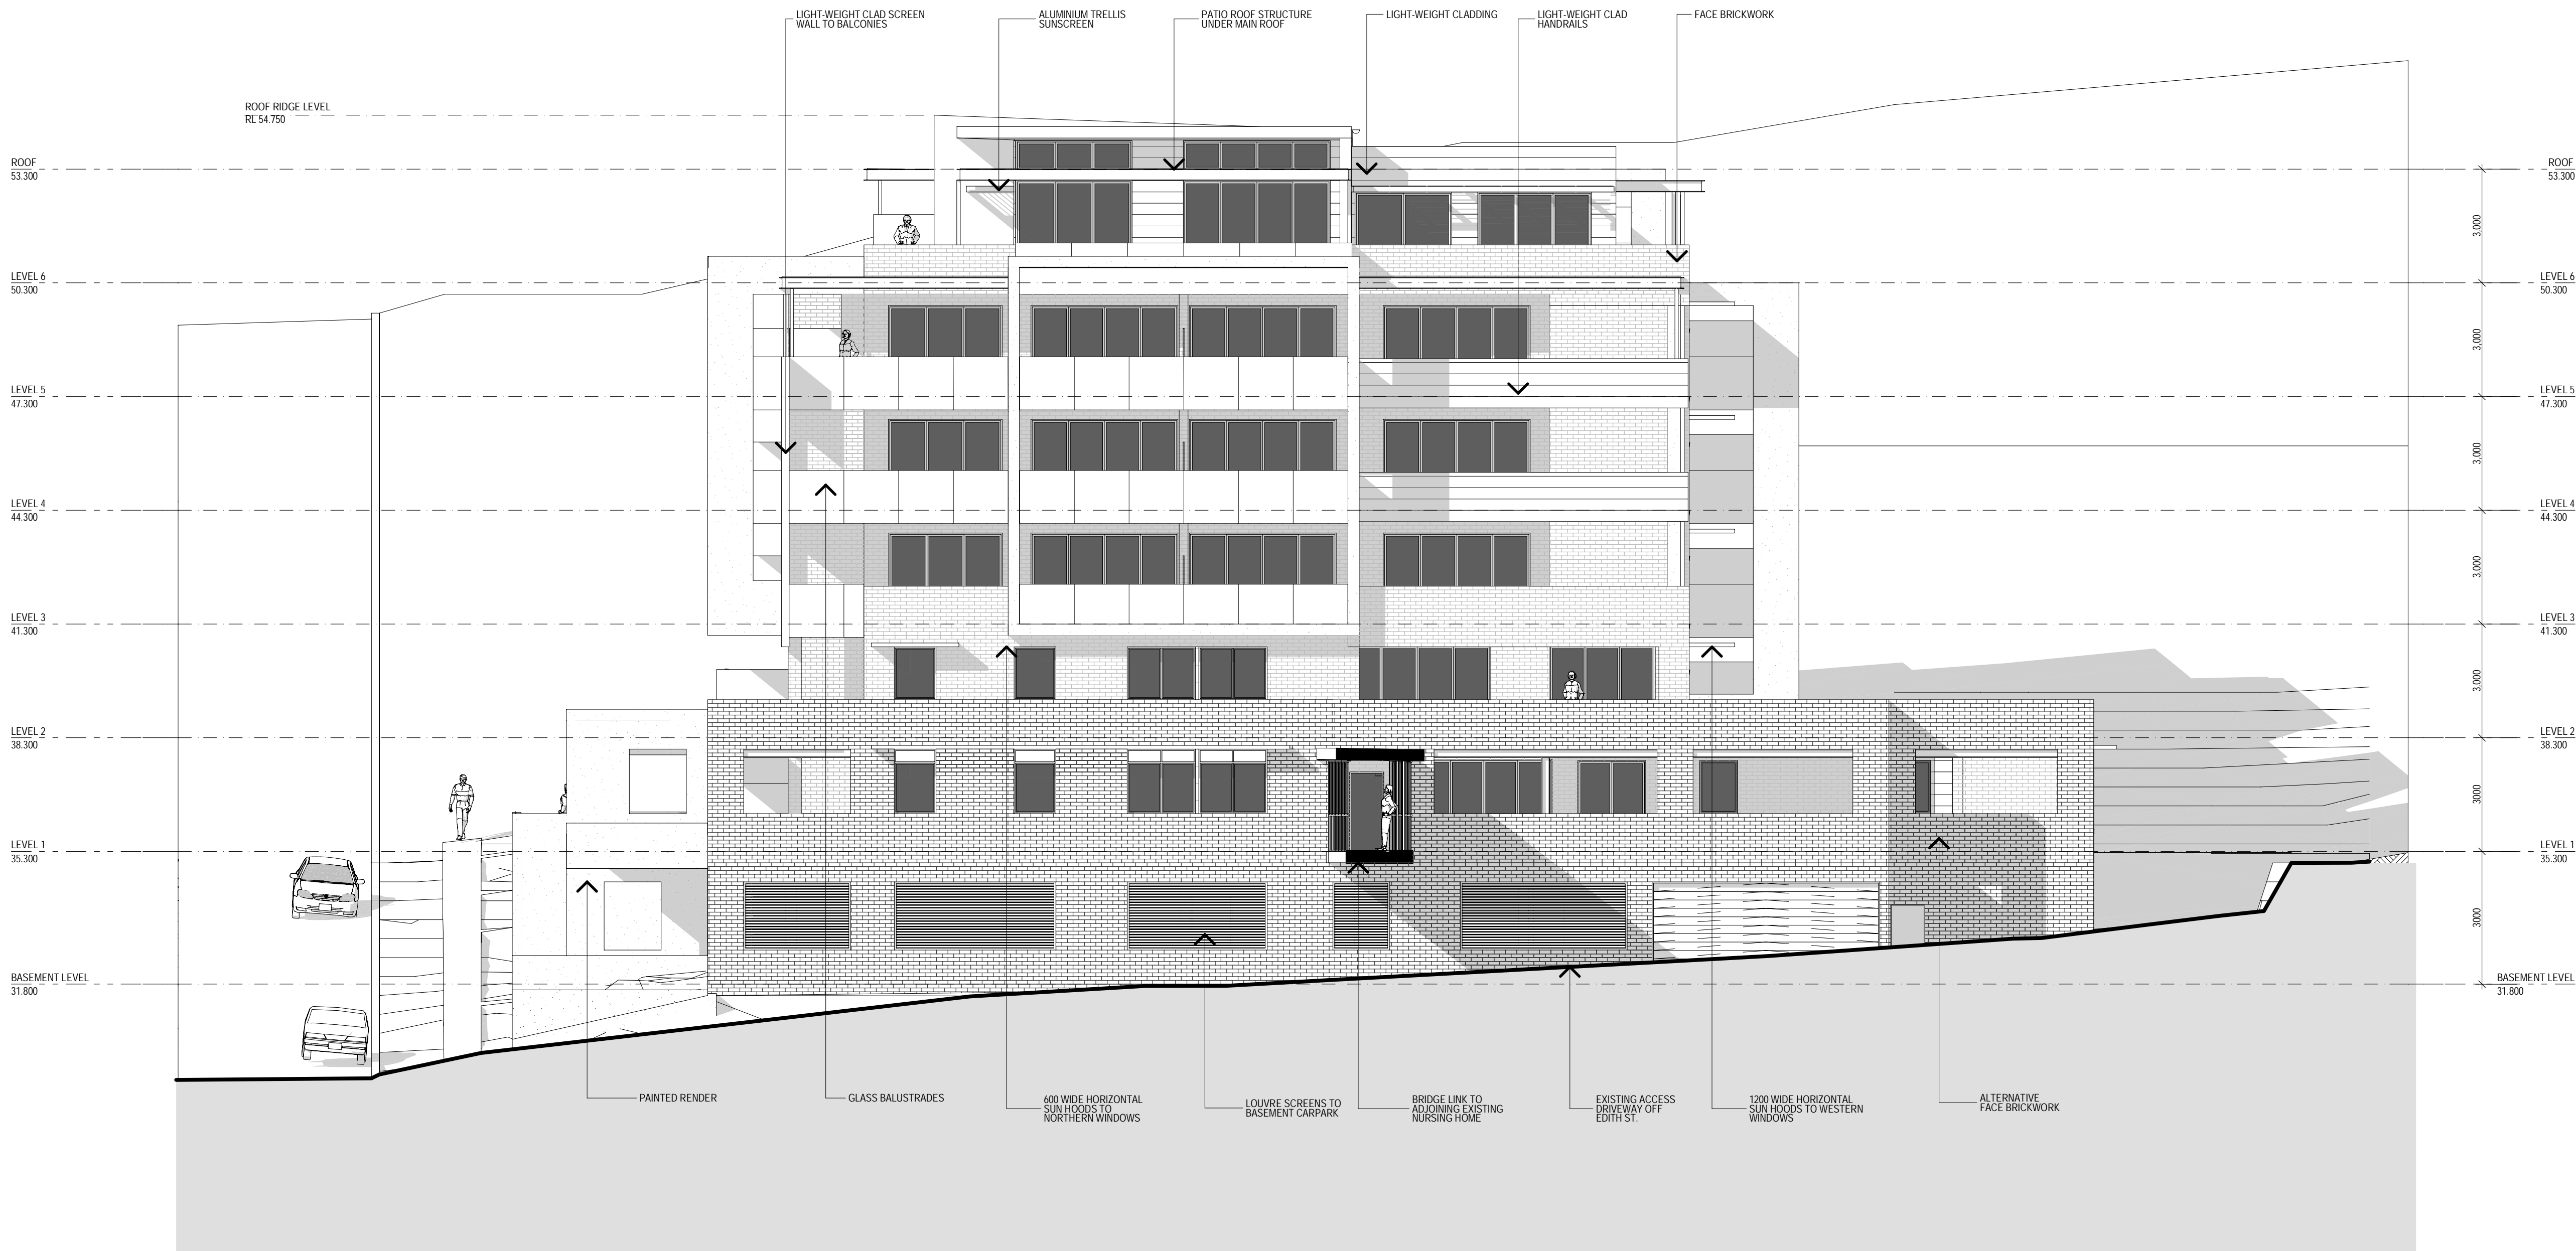 LIGHT-WEIGHT CLAD SCREEN
WALL TO BALCONIES
ALUMINIUM TRELLIS
SUNSCREEN
PATIO ROOF STRUCTURE
UNDER MAIN ROOF
LIGHT-WEIGHT CLADDING
LIGHT-WEIGHT CLAD
HANDRAILS
FACE BRICKWORK
ROOF RIDGE LEVEL
RL 54.750
ROOF
53.300
LEVEL 6
50.300
LEVEL 5
47.300
LEVEL 4
44.300
LEVEL 3
41.300
LEVEL 2
38.300
LEVEL 1
35.300
BASEMENT LEVEL
31.800
ROOF
53.300
3,000
LEVEL 6
50.300
3,000
LEVEL 5
47.300
3,000
LEVEL 4
44.300
3,000
LEVEL 3
41.300
3,000
LEVEL 2
38.300
3000
LEVEL 1
35.300
3000
BASEMENT LEVEL
31.800
PAINTED RENDER
GLASS BALUSTRADES
600 WIDE HORIZONTAL
SUN HOODS TO
NORTHERN WINDOWS
LOUVRE SCREENS TO
BASEMENT CARPARK
BRIDGE LINK TO
ADJOINING EXISTING
NURSING HOME
EXISTING ACCESS
DRIVEWAY OFF
EDITH ST.
1200 WIDE HORIZONTAL
SUN HOODS TO WESTERN
WINDOWS
ALTERNATIVE
FACE BRICKWORK